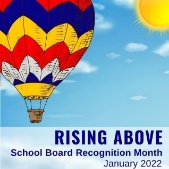 RISING ABOVE
School Board Recognition Month
January 2022